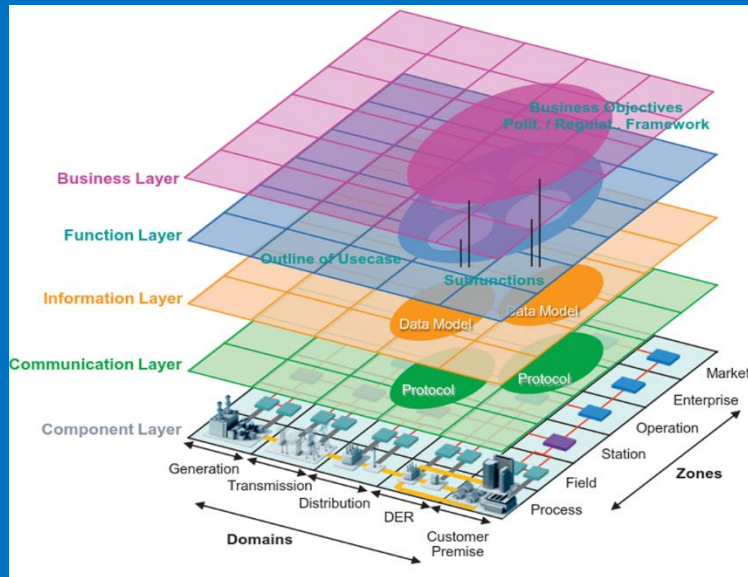 Business Objectives
Polit. / Regulat.. Framework
Business Layer
Function Layer
Outline of Usecase
Subfunctions
Information Layer
Data Model
Data Model
Communication Layer
Protocol
Protocol
Component Layer
Market
Enterprise
Operation
Station
Field
Process
Zones
Generation
Transmission
Distribution
DER
Customer
Premise
Domains